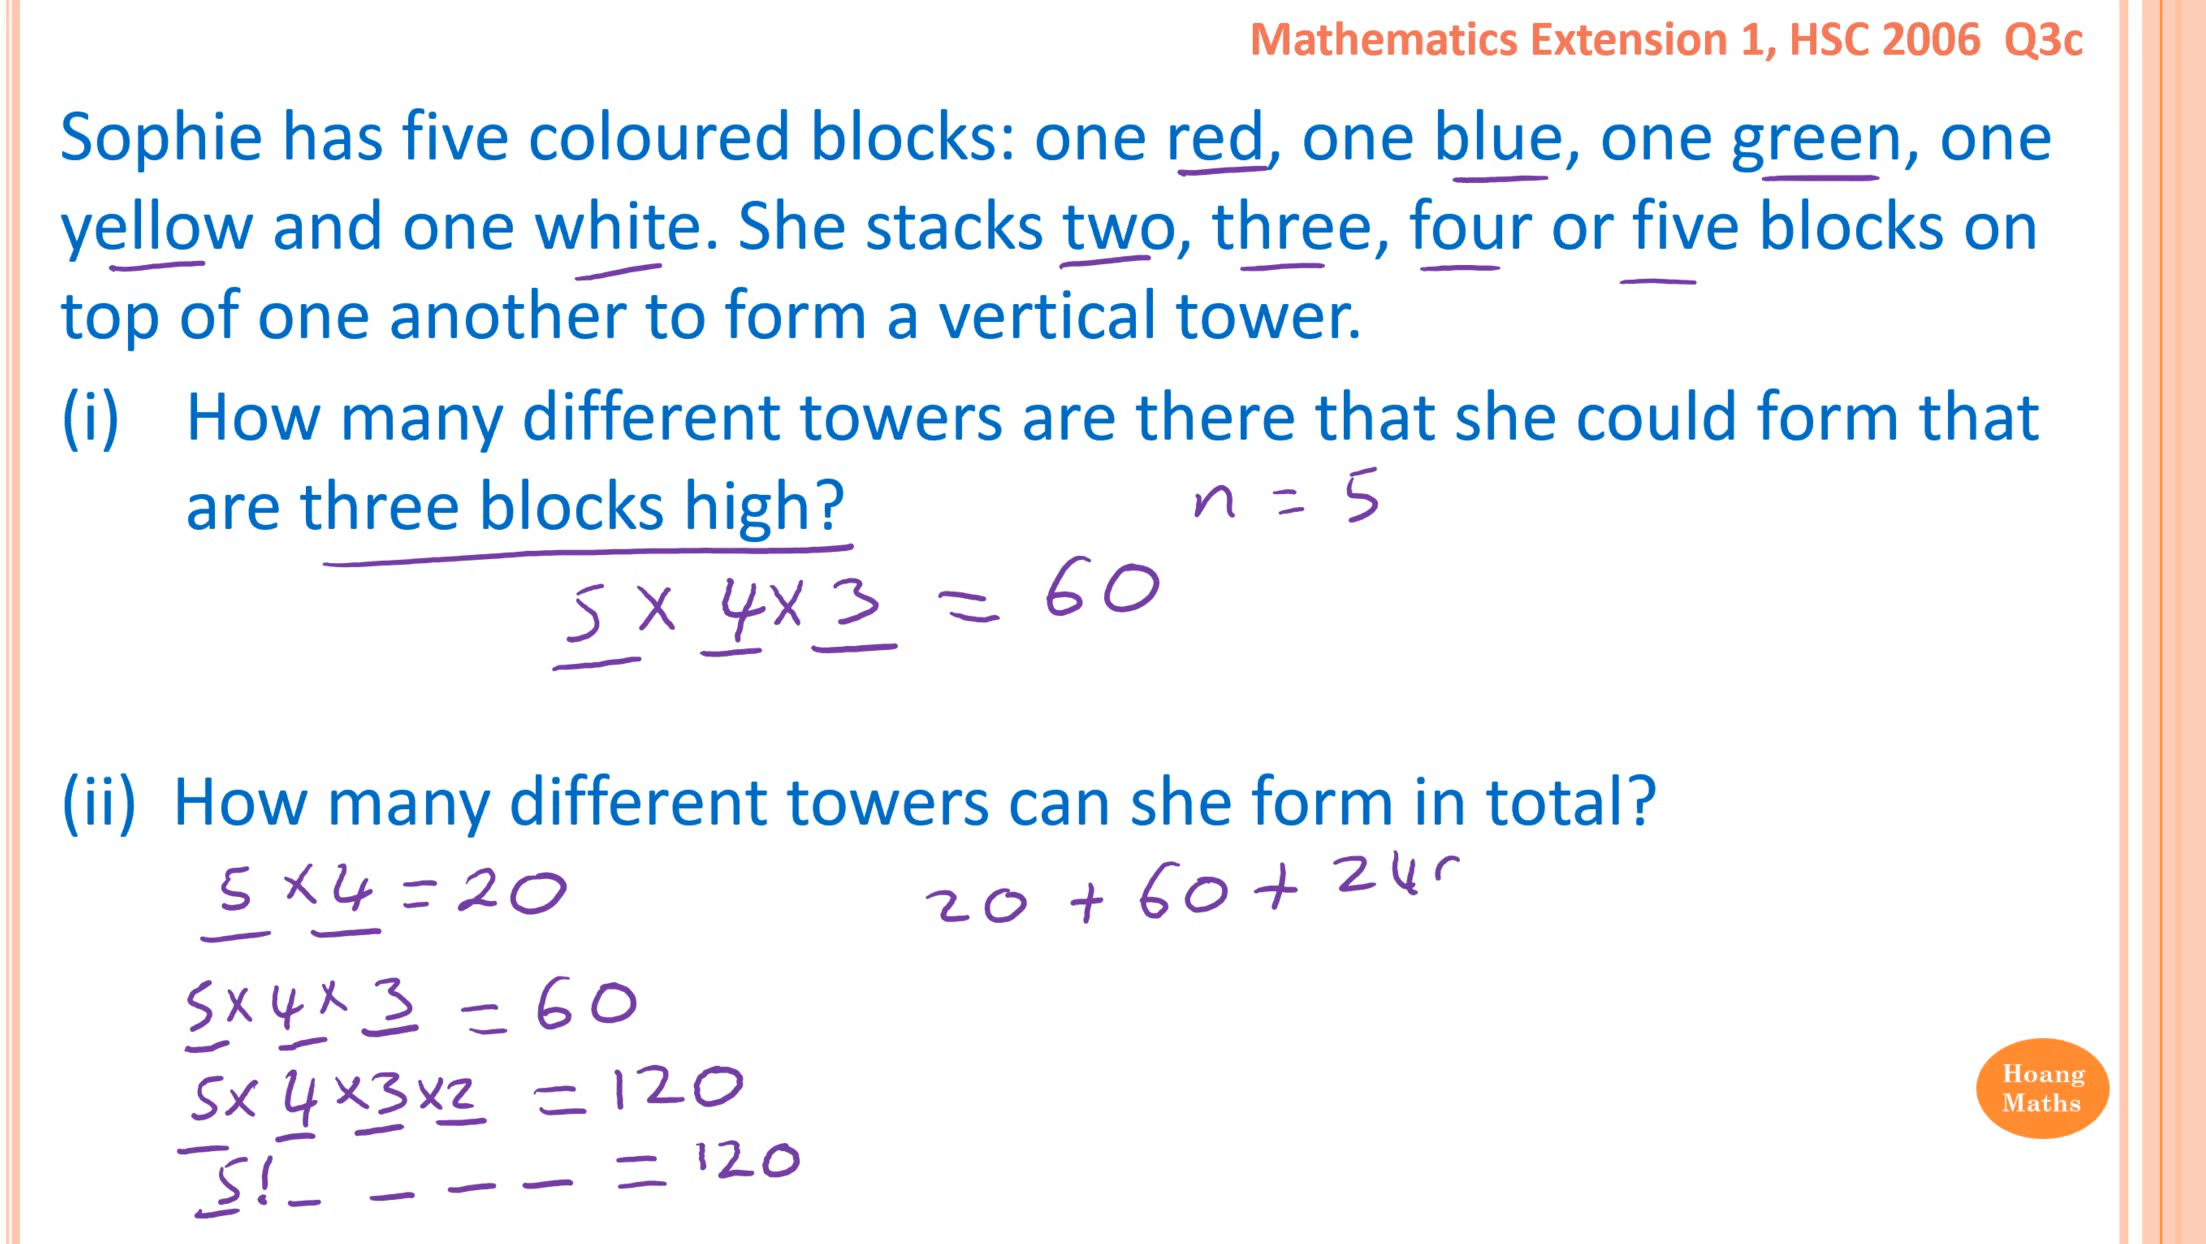 Mathematics Extension 1, HSC 2006 Q3c
Sophie has five coloured blocks: one red, one blue, one green, one
yellow and one white. She stacks two, three, four or five blocks on
top of one another to form a vertical tower.
(i) How many different towers are there that she could form that
are three blocks high?
n = 5
5 × 4 × 3 = 60
(ii) How many different towers can she form in total?
5 × 4 = 20
20 + 60 + 24
5 × 4 × 3 = 60
5 × 4 × 3 × 2 = 120
5! _ _ _ _ = 120
Hoang
Maths